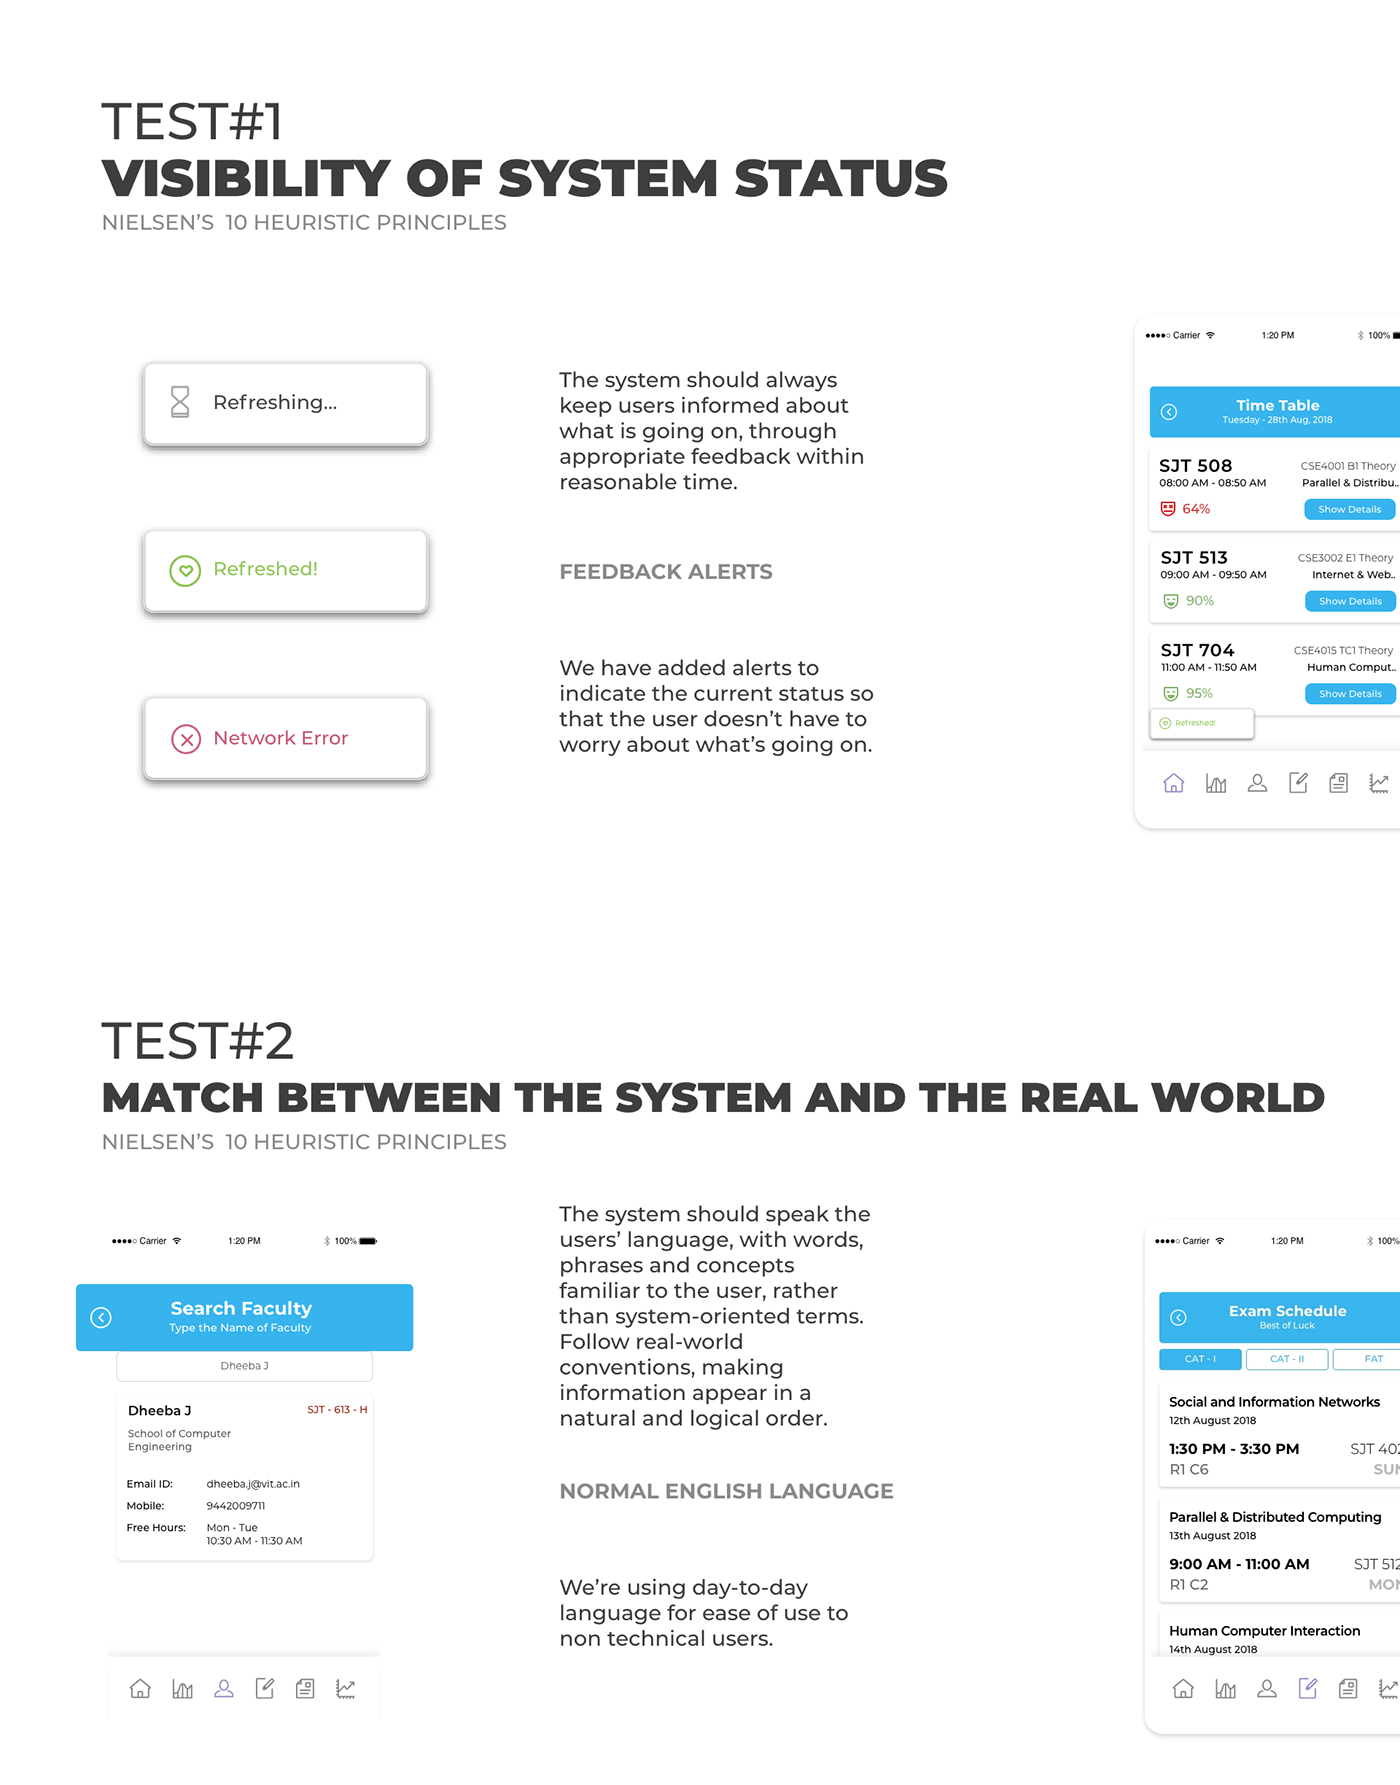 TEST#1
VISIBILITY OF SYSTEM STATUS
NIELSEN'S  10 HEURISTIC PRINCIPLES
Refreshing...
Refreshed!
Network Error
The system should always
keep users informed about
what is going on, through
appropriate feedback within
reasonable time.
FEEDBACK ALERTS
We have added alerts to
indicate the current status so
that the user doesn't have to
worry about what's going on.
Carrier 1:20 PM 100%
Time Table
Tuesday - 28th Aug, 2018
SJT 508 CSE4001 B1 Theory
08:00 AM - 08:50 AM Parallel & Distribu..
64% Show Details
SJT 513 CSE3002 E1 Theory
09:00 AM - 09:50 AM Internet & Web..
90% Show Details
SJT 704 CSE4015 TC1 Theory
11:00 AM - 11:50 AM Human Comput..
95% Show Details
Refreshed!
TEST#2
MATCH BETWEEN THE SYSTEM AND THE REAL WORLD
NIELSEN'S  10 HEURISTIC PRINCIPLES
Carrier 1:20 PM 100%
Search Faculty
Type the Name of Faculty
Dheeba J
Dheeba J SJT - 613 - H
School of Computer
Engineering
Email ID: dheeba.j@vit.ac.in
Mobile: 9442009711
Free Hours: Mon - Tue
10:30 AM - 11:30 AM
The system should speak the
users' language, with words,
phrases and concepts
familiar to the user, rather
than system-oriented terms.
Follow real-world
conventions, making
information appear in a
natural and logical order.
NORMAL ENGLISH LANGUAGE
We're using day-to-day
language for ease of use to
non technical users.
Carrier 1:20 PM 100%
Exam Schedule
Best of Luck
CAT - I CAT - II FAT
Social and Information Networks
12th August 2018
1:30 PM - 3:30 PM SJT 402
R1 C6 SUN
Parallel & Distributed Computing
13th August 2018
9:00 AM - 11:00 AM SJT 512
R1 C2 MON
Human Computer Interaction
14th August 2018